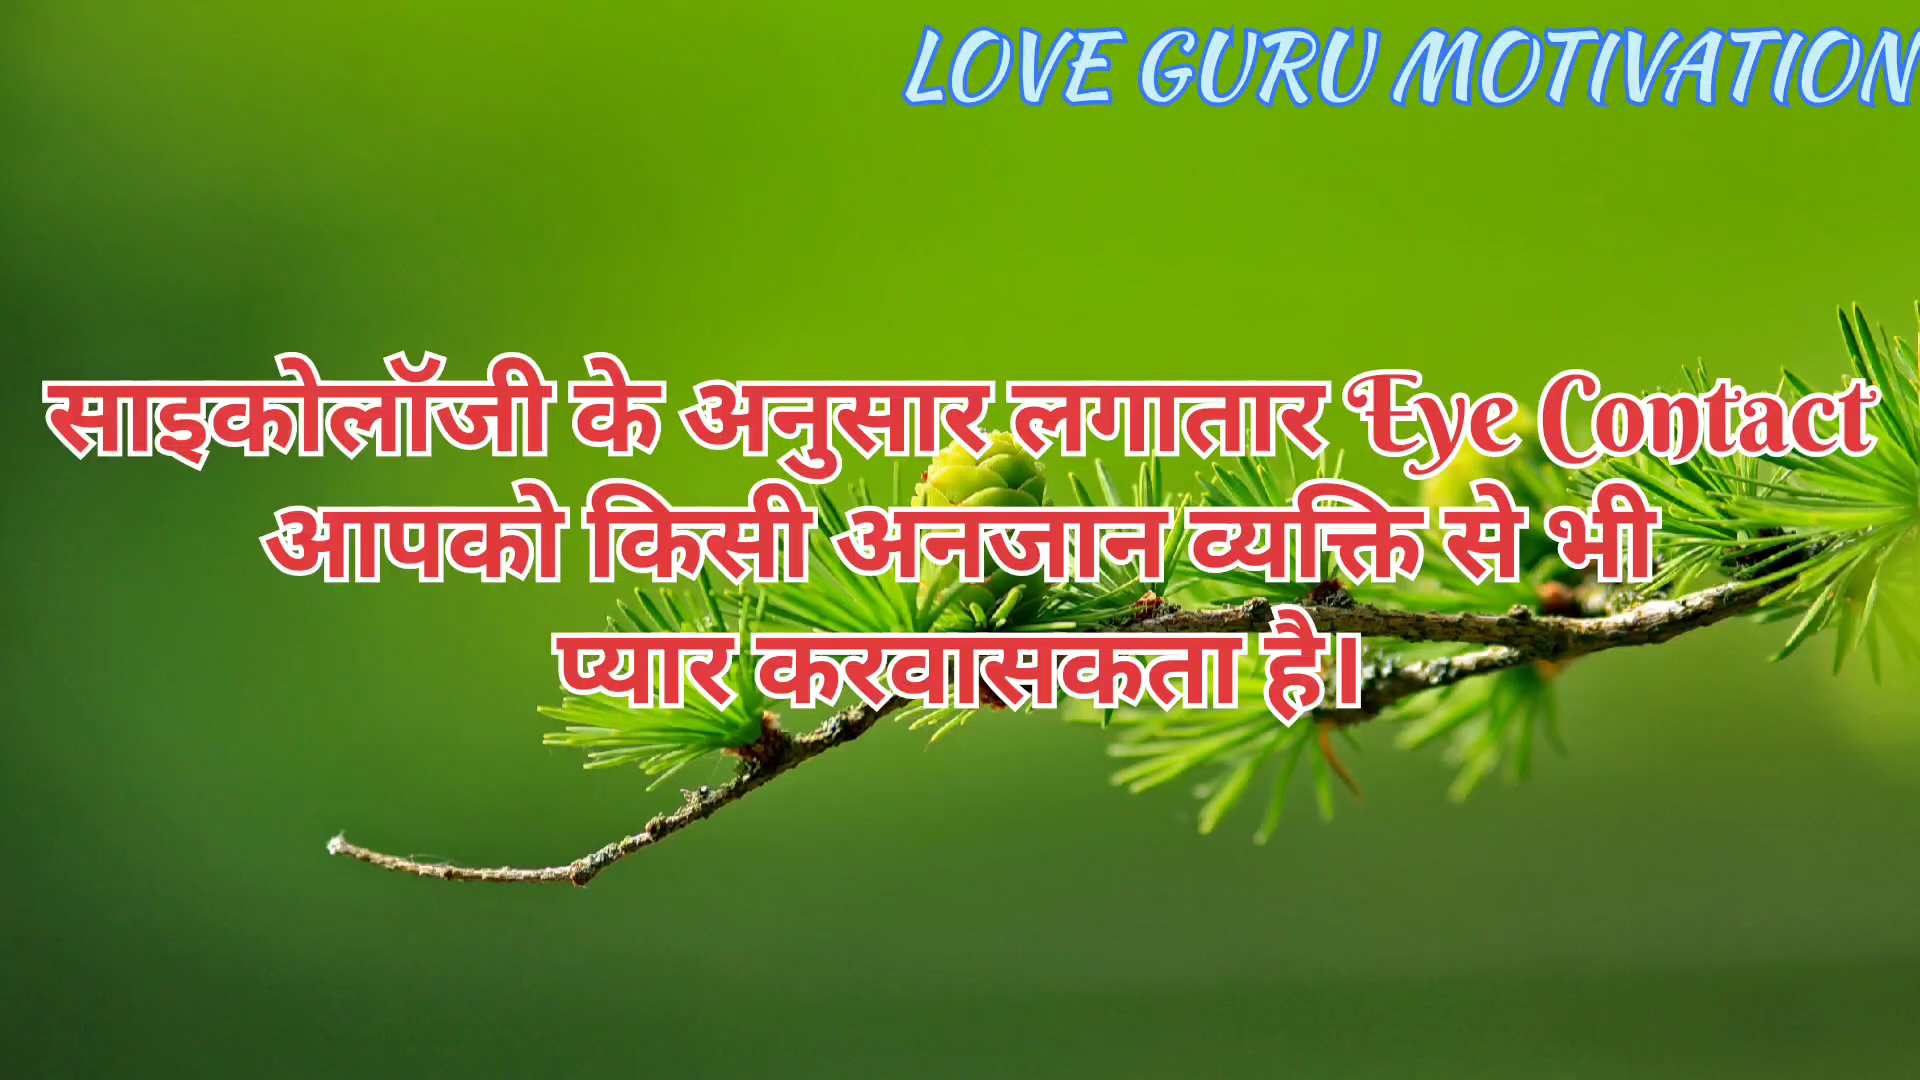 LOVE GURU MOTIVATION
साइकोलॉजी के अनुसार लगातार Eye Contact
आपको किसी अनजान व्यक्ति से भी
प्यार करवासकता है।